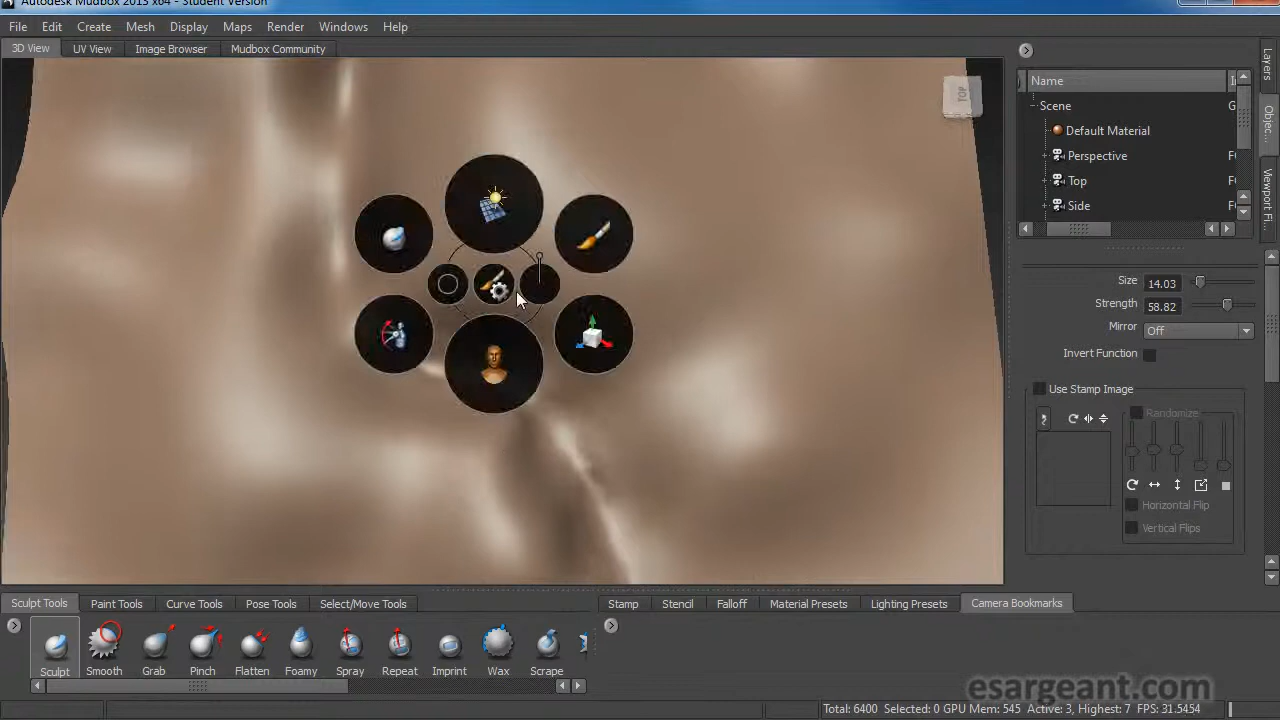 Autodesk Mudbox 2013 x64 - Student Version
File Edit Create Mesh Display Maps Render Windows Help
3D View UV View Image Browser Mudbox Community
TOP
Name
Scene
Default Material
Perspective
Top
Side
Layers
Objec...
Viewport Fi...
Size 14.03
Strength 58.82
Mirror Off
Invert Function
Use Stamp Image
Randomize
Horizontal Flip
Vertical Flips
Sculpt Tools Paint Tools Curve Tools Pose Tools Select/Move Tools
Stamp Stencil Falloff Material Presets Lighting Presets Camera Bookmarks
Sculpt Smooth Grab Pinch Flatten Foamy Spray Repeat Imprint Wax Scrape
esargeant.com
Total: 6400 Selected: 0 GPU Mem: 545 Active: 3, Highest: 7 FPS: 31.5454